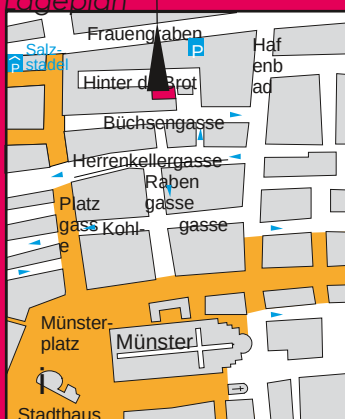 Lageplan
Frauengraben
P
Haf
enb
ad
Salz-
stadel
P
Hinter d Brot
Büchsengasse
Herrenkellergasse
Raben
gasse
Platz
gass
e
Kohl-
gasse
Münster-
platz
Münster
i
Stadthaus